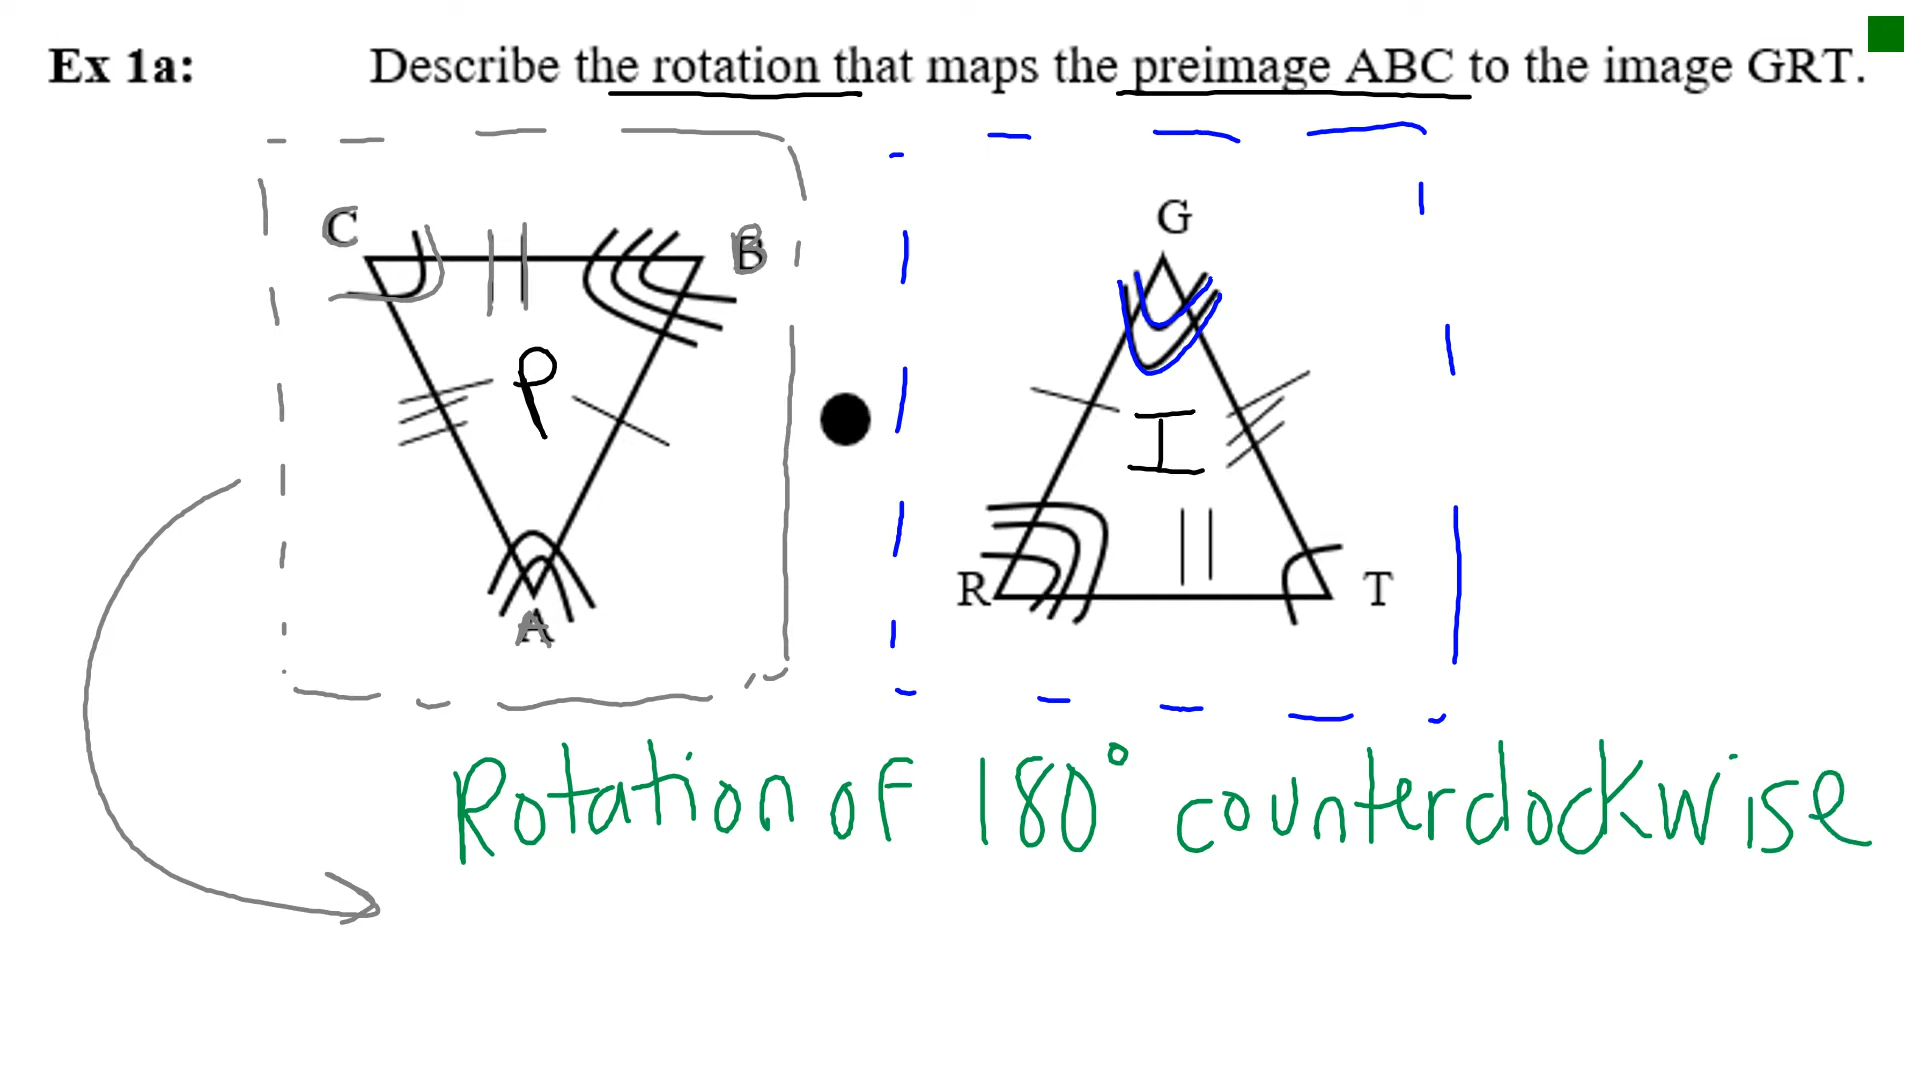 Ex 1a: Describe the rotation that maps the preimage ABC to the image GRT.
C B G
P I
R T
A
Rotation of 180° counterclockwise